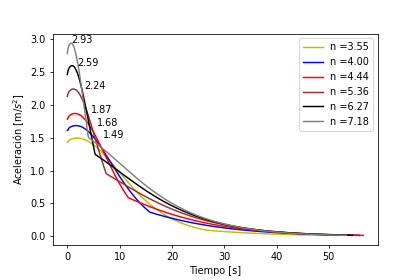 3.0
2.5
2.0
1.5
1.0
0.5
0.0
Aceleración [m/s²]
2.93
2.59
2.24
1.87
1.68
1.49
n =3.55
n =4.00
n =4.44
n =5.36
n =6.27
n =7.18
0 10 20 30 40 50
Tiempo [s]